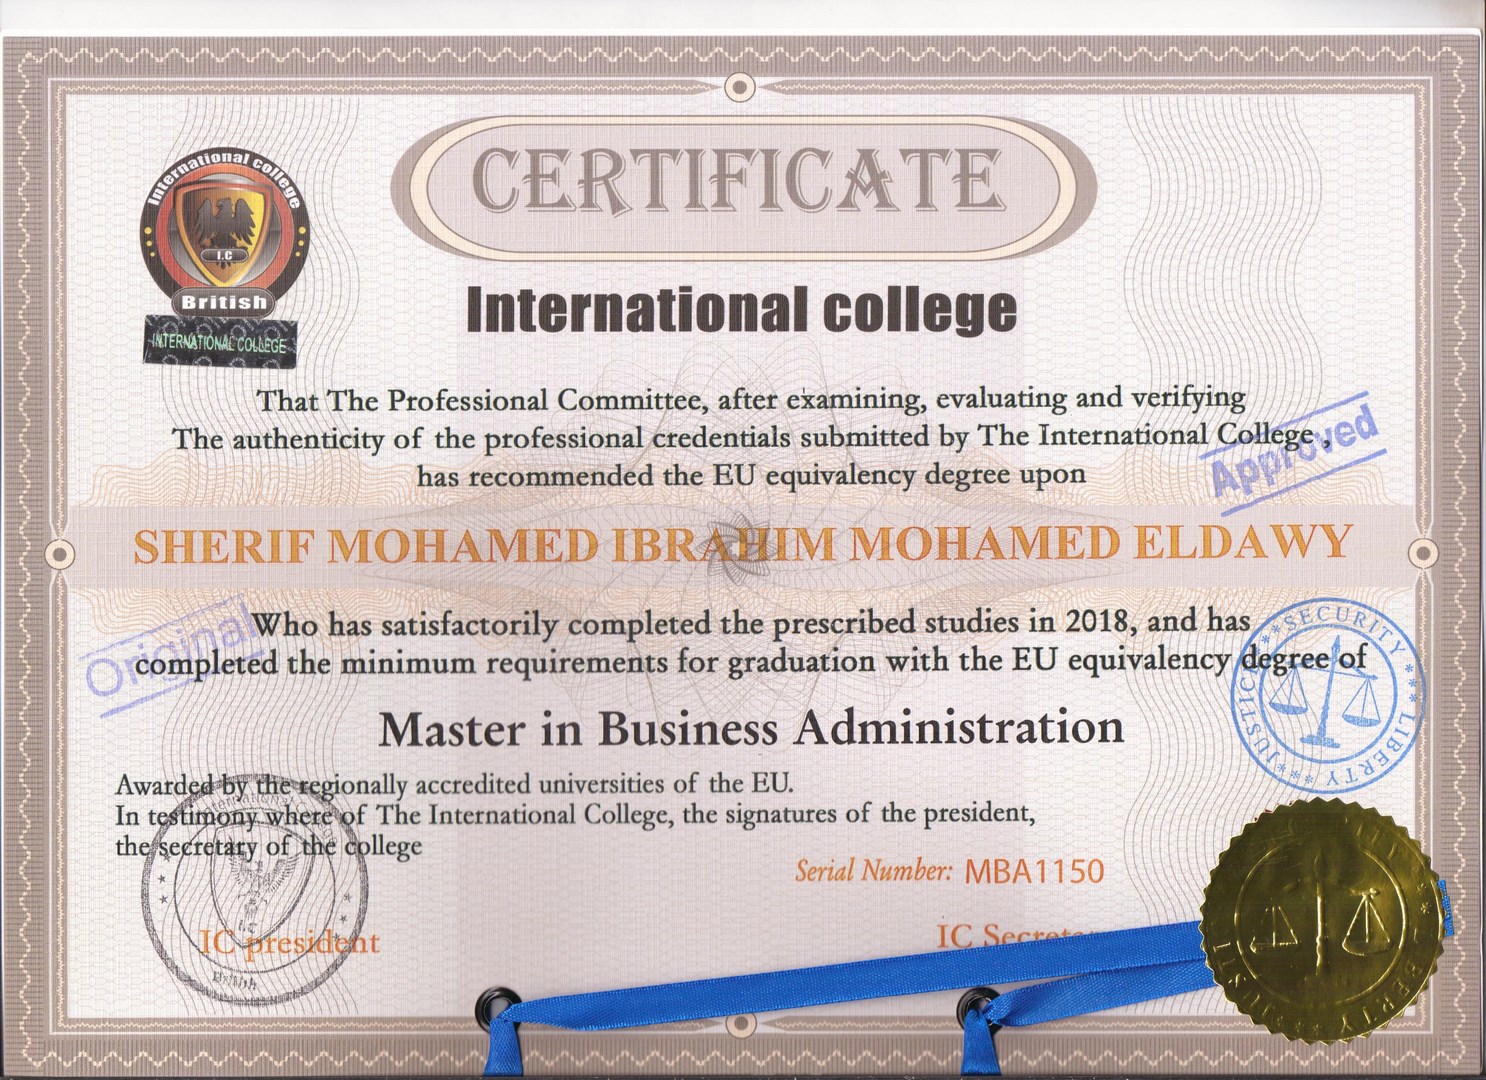 CERTIFICATE
International college
I.C
British
INTERNATIONAL COLLEGE
International college
That The Professional Committee, after examining, evaluating and verifying
The authenticity of the professional credentials submitted by The International College ,
has recommended the EU equivalency degree upon
Approved
SHERIF MOHAMED IBRAHIM MOHAMED ELDAWY
Original
Who has satisfactorily completed the prescribed studies in 2018, and has
completed the minimum requirements for graduation with the EU equivalency degree of
***SECURITY***LIBERTY***JUSTICE
Master in Business Administration
Awarded by the regionally accredited universities of the EU.
In testimony where of The International College, the signatures of the president,
the secretary of the college
Serial Number: MBA1150
IC president
IC
International
British